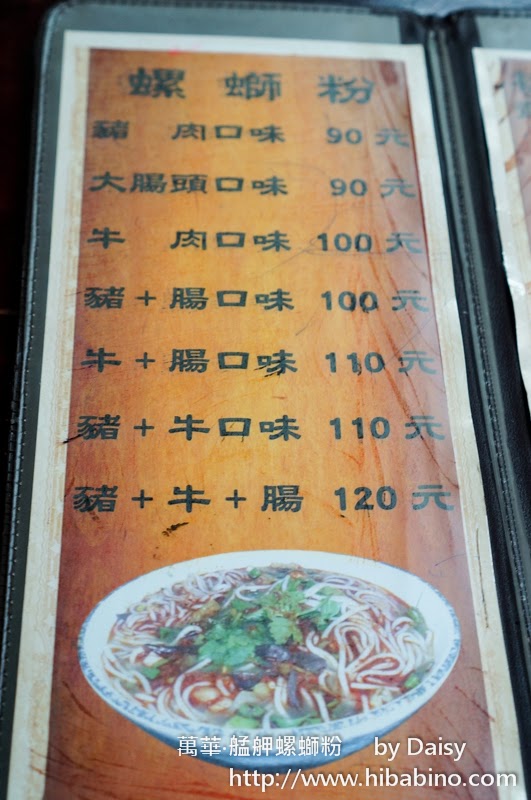 螺螄粉
豬 肉口味 90元
大腸頭口味 90元
牛 肉口味 100元
豬+腸口味 100元
牛+腸口味 110元
豬+牛口味 110元
豬+牛+腸 120元
萬華·艋舺螺螄粉 by Daisy
http://www.hibabino.com/